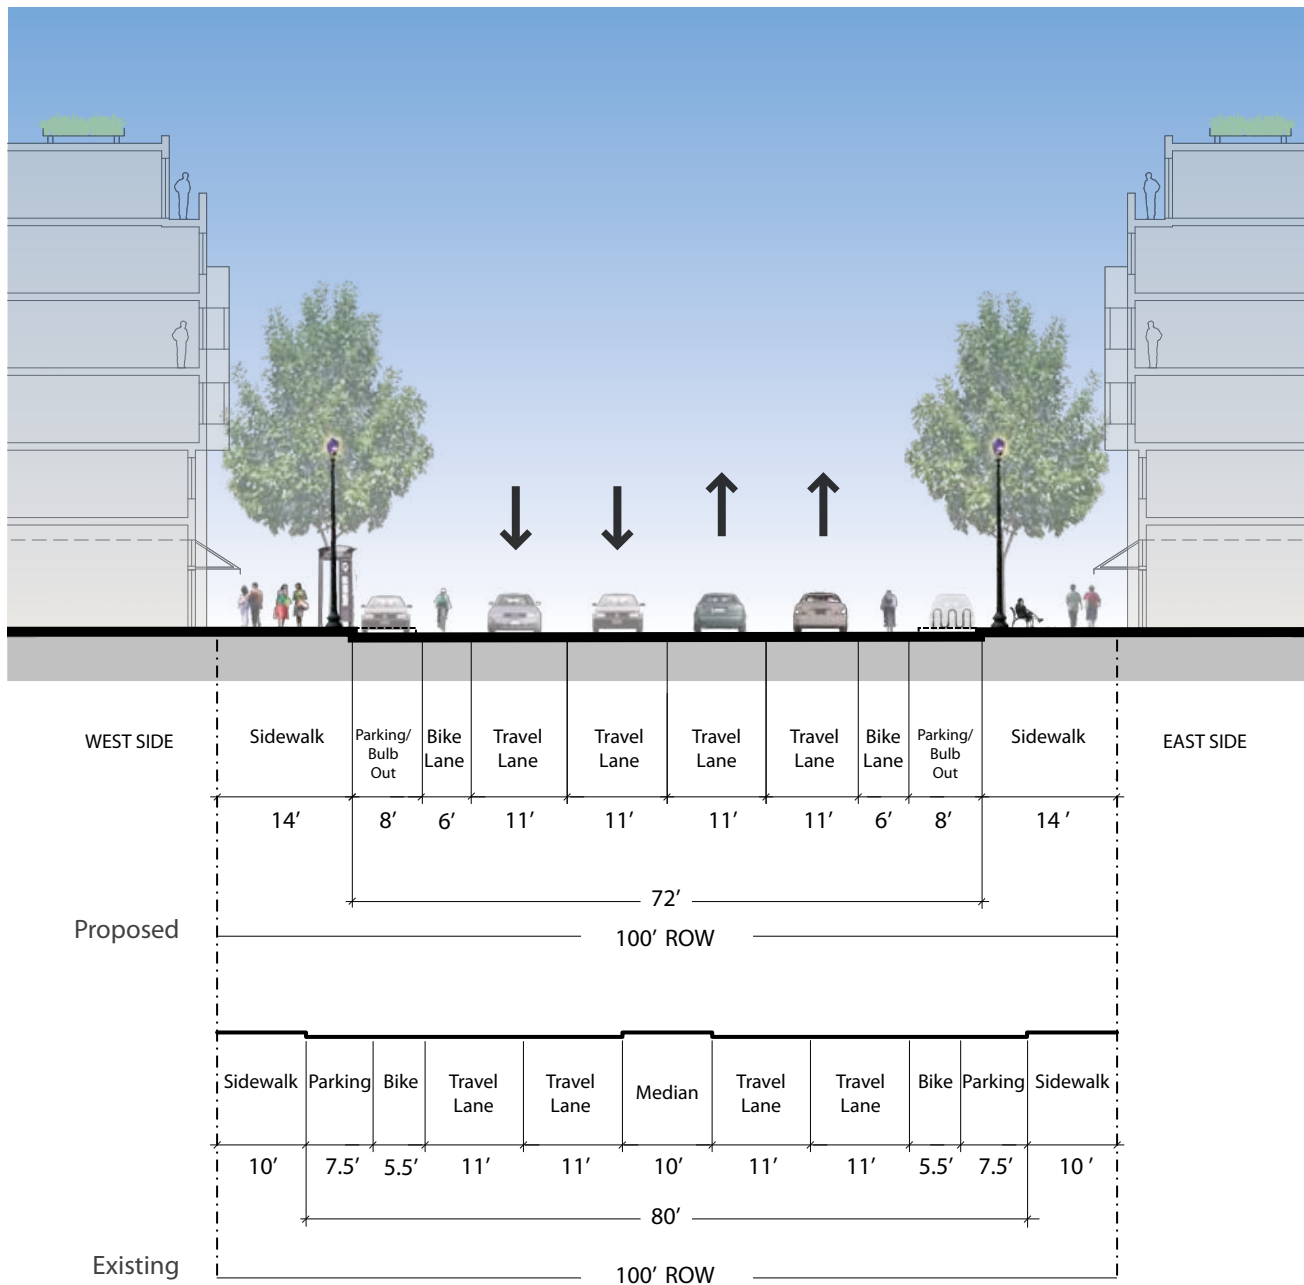 WEST SIDE
Sidewalk
Parking/
Bulb
Out
Bike
Lane
Travel
Lane
Travel
Lane
Travel
Lane
Travel
Lane
Bike
Lane
Parking/
Bulb
Out
Sidewalk
EAST SIDE
14’ 8’ 6’ 11’ 11’ 11’ 11’ 6’ 8’ 14 ’
72’
Proposed
100’ ROW
Sidewalk
Parking
Bike
Travel
Lane
Travel
Lane
Median
Travel
Lane
Travel
Lane
Bike
Parking
Sidewalk
10’ 7.5’ 5.5’ 11’ 11’ 10’ 11’ 11’ 5.5’ 7.5’ 10 ’
80’
Existing
100’ ROW